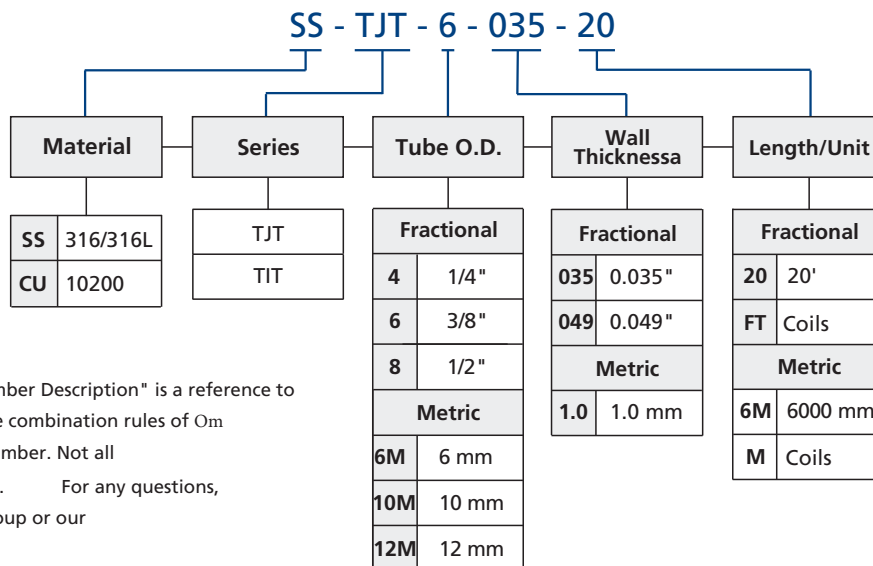 SS - TJT - 6 - 035 - 20
Material
SS 316/316L
CU 10200
Series
TJT
TIT
Tube O.D.
Fractional
4 1/4"
6 3/8"
8 1/2"
Metric
6M 6 mm
10M 10 mm
12M 12 mm
Wall
Thicknessa
Fractional
035 0.035"
049 0.049"
Metric
1.0 1.0 mm
Length/Unit
Fractional
20 20'
FT Coils
Metric
6M 6000 mm
M Coils
Description" is a reference to
combination rules of Om
Not all
. For any questions,
or our